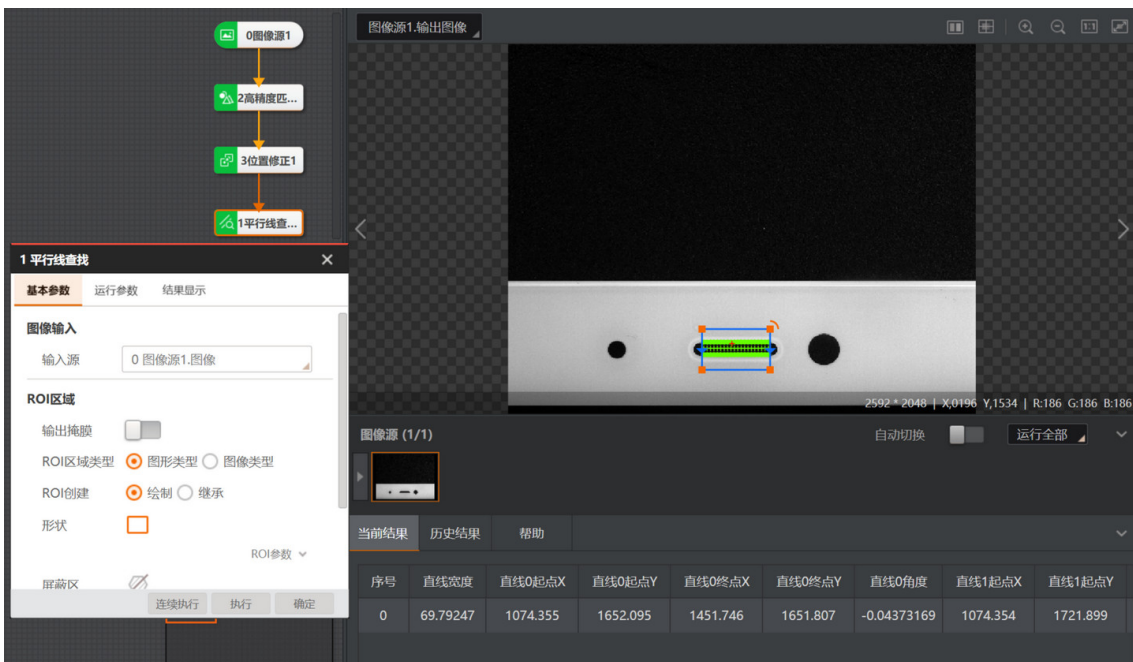 0图像源1
2高精度匹...
3位置修正1
1平行线查...
1 平行线查找
基本参数 运行参数 结果显示
图像输入
输入源 0 图像源1.图像
ROI区域
输出掩膜
ROI区域类型 图形类型 图像类型
ROI创建 绘制 继承
形状
ROI参数
屏蔽区
连续执行 执行 确定
图像源1.输出图像
1:1
2592 * 2048 | X,0196 Y,1534 | R:186 G:186 B:186
图像源 (1/1) 自动切换 运行全部
当前结果 历史结果 帮助
序号 直线宽度 直线0起点X 直线0起点Y 直线0终点X 直线0终点Y 直线0角度 直线1起点X 直线1起点Y
0 69.79247 1074.355 1652.095 1451.746 1651.807 -0.04373169 1074.354 1721.899